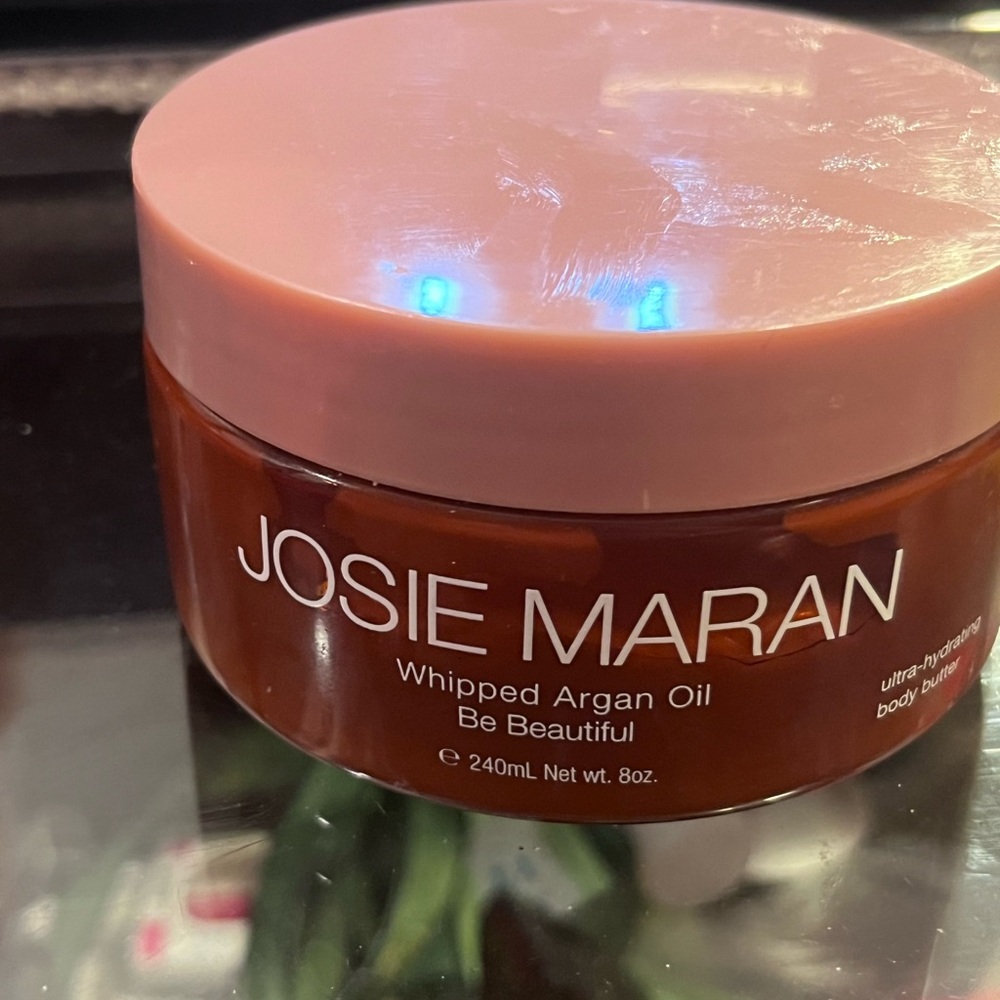 JOSIE MARAN
Whipped Argan Oil
Be Beautiful
℮ 240mL Net wt. 8oz.
ultra-hydrating
body butter